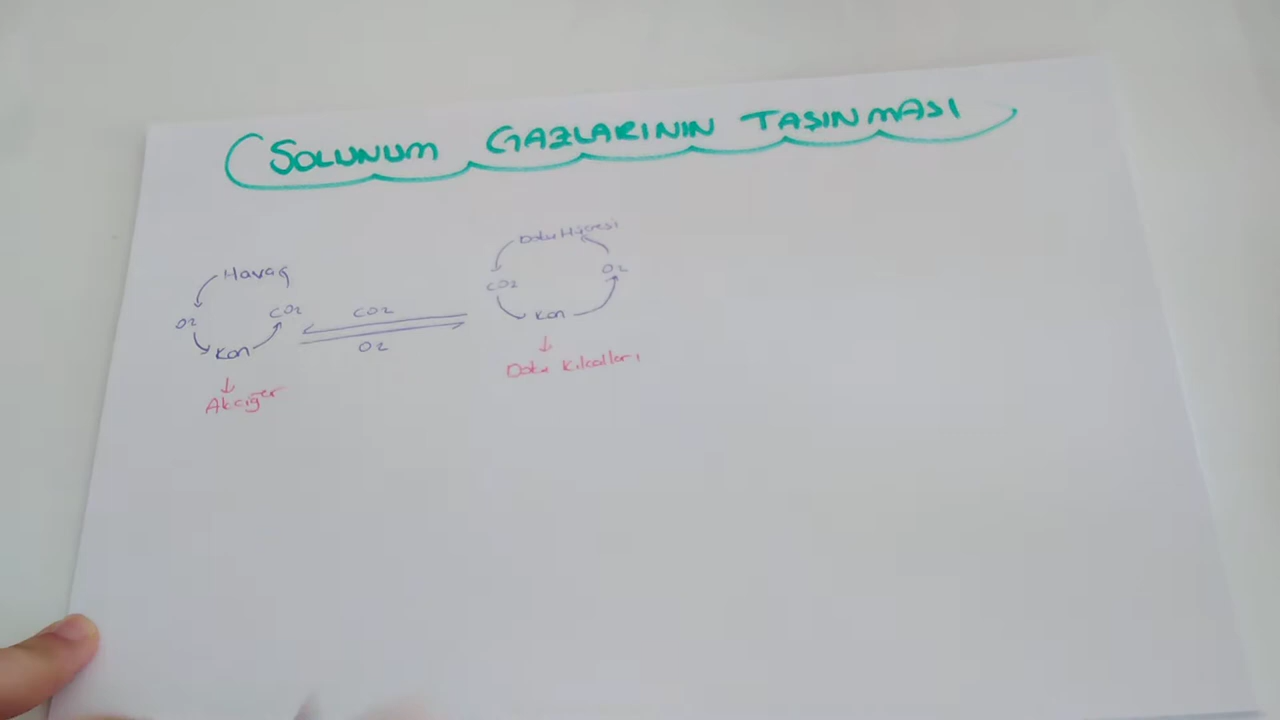 SOLUNUM GAZLARININ TAŞINMASI
Hava
O2
CO2
Kan
Akciğer
CO2
O2
Doku Hücresi
CO2
O2
Kan
Doku Kılcalları